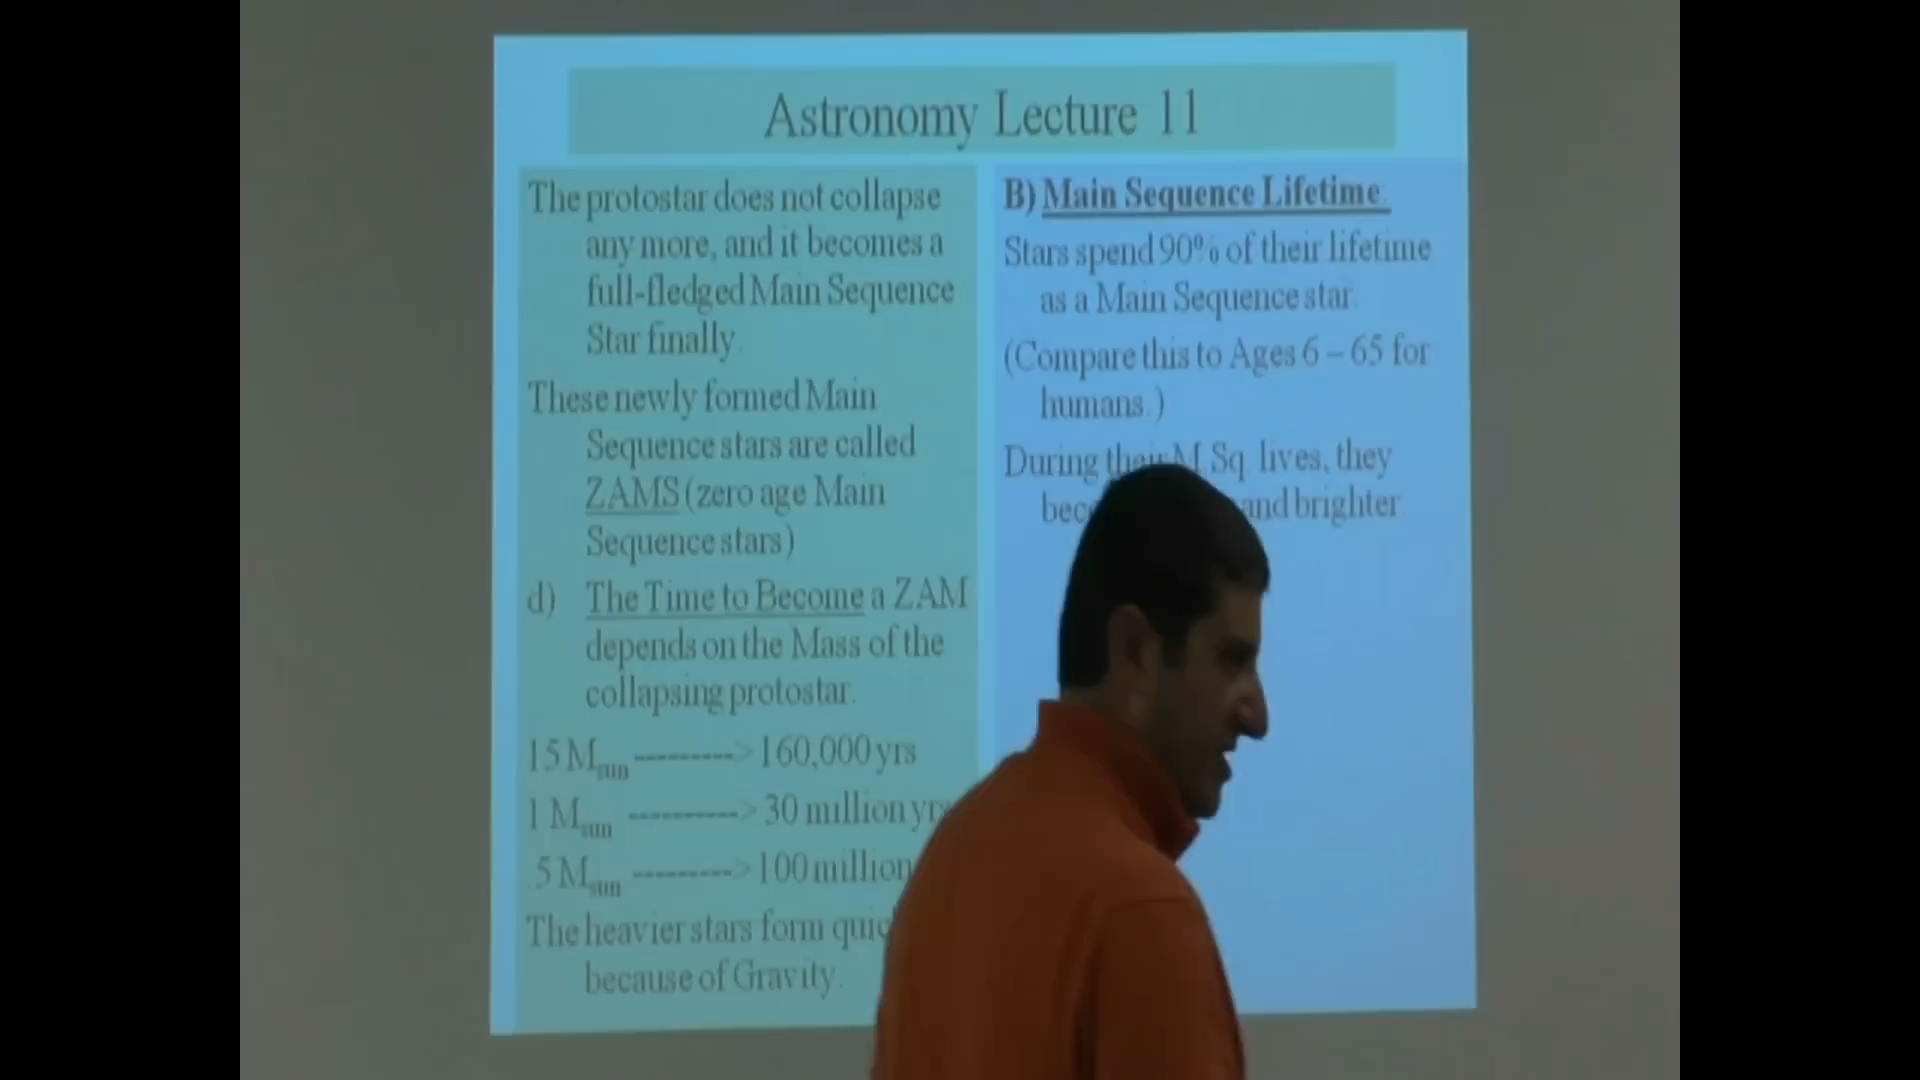 Astronomy Lecture 11
The protostar does not collapse
any more, and it becomes a
full-fledged Main Sequence
Star finally.
These newly formed Main
Sequence stars are called
ZAMS (zero age Main
Sequence stars)
d) The Time to Become a ZAM
depends on the Mass of the
collapsing protostar.
15 Msun ---------> 160,000 yrs
1 Msun ----------> 30 million yrs
.5 Msun ---------> 100 million
The heavier stars form
because of Gravity.
B) Main Sequence Lifetime:
Stars spend 90% of their lifetime
as a Main Sequence star.
(Compare this to Ages 6 – 65 for
humans.)
During their M. Sq. lives, they
and brighter.